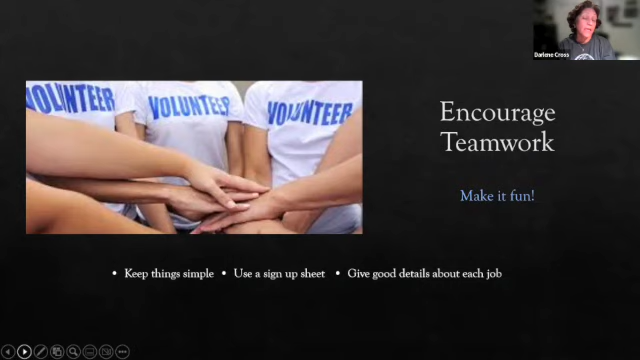 Darlene Cross
VOLUNTEER VOLUNTEER VOLUNTEER
Encourage
Teamwork
Make it fun!
• Keep things simple • Use a sign up sheet • Give good details about each job